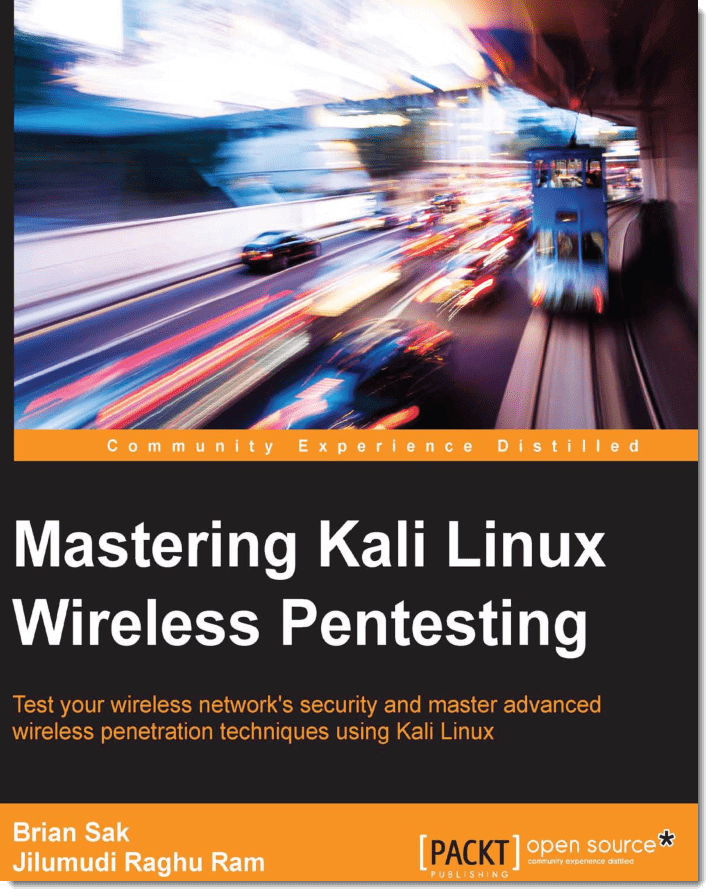 Community Experience Distilled
Mastering Kali Linux
Wireless Pentesting
Test your wireless network's security and master advanced
wireless penetration techniques using Kali Linux
Brian Sak
Jilumudi Raghu Ram
[PACKT]
PUBLISHING
open source*
community experience distilled